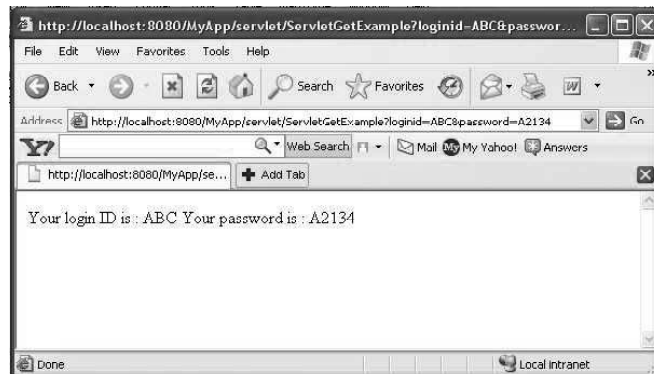 http://localhost:8080/MyApp/servlet/ServletGetExample?loginid=ABC&passwor...
File Edit View Favorites Tools Help
Back Search Favorites W »
Address http://localhost:8080/MyApp/servlet/ServletGetExample?loginid=ABC&password=A2134 Go
Y7 Web Search Mail My My Yahoo! Answers
http://localhost:8080/MyApp/se... Add Tab
Your login ID is : ABC Your password is : A2134
Done Local intranet